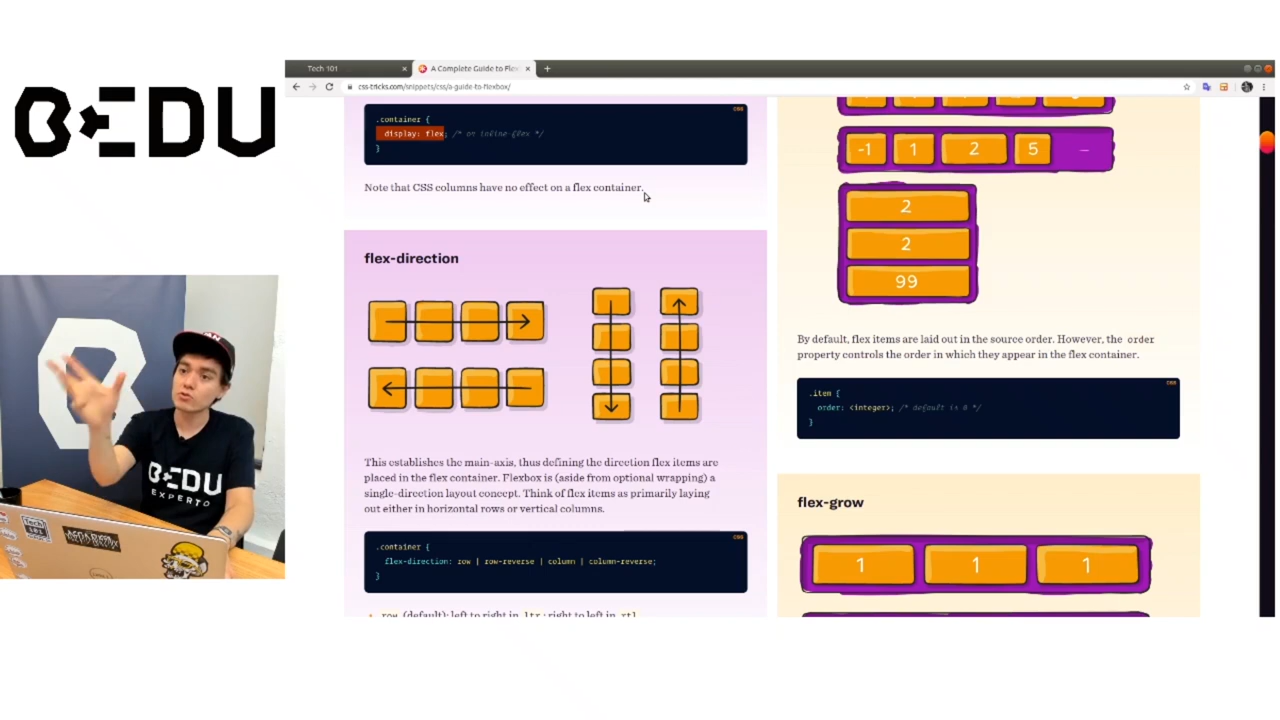 BEDU
Tech 101
A Complete Guide to Fle
css-tricks.com/snippets/css/a-guide-to-flexbox/
css
.container {
display: flex; /* or inline-flex */
}
Note that CSS columns have no effect on a flex container.
flex-direction
This establishes the main-axis, thus defining the direction flex items are
placed in the flex container. Flexbox is (aside from optional wrapping) a
single-direction layout concept. Think of flex items as primarily laying
out either in horizontal rows or vertical columns.
css
.container {
flex-direction: row | row-reverse | column | column-reverse;
}
row (default): left to right in ltr; right to left in rtl
-1 1 2 5
2
2
99
By default, flex items are laid out in the source order. However, the order
property controls the order in which they appear in the flex container.
css
.item {
order: <integer>; /* default is 0 */
}
flex-grow
1 1 1
BEDU
EXPERTO
Tech
101